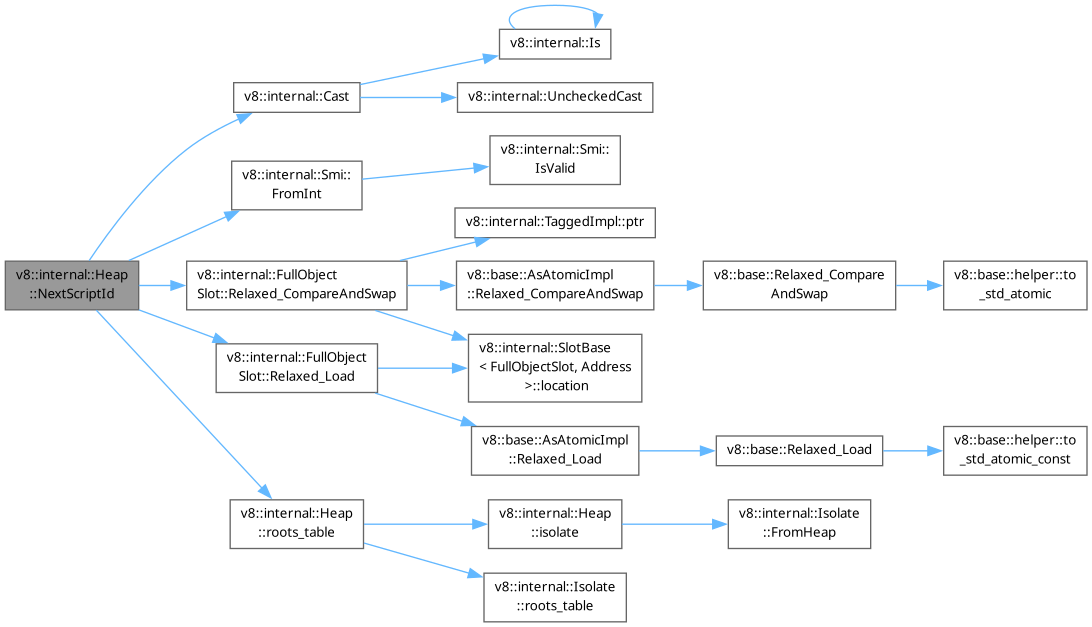 v8::internal::Is
v8::internal::Cast
v8::internal::UncheckedCast
v8::internal::Smi::
IsValid
v8::internal::Smi::
FromInt
v8::internal::TaggedImpl::ptr
v8::internal::Heap
::NextScriptId
v8::internal::FullObject
Slot::Relaxed_CompareAndSwap
v8::base::AsAtomicImpl
::Relaxed_CompareAndSwap
v8::base::Relaxed_Compare
AndSwap
v8::base::helper::to
_std_atomic
v8::internal::FullObject
Slot::Relaxed_Load
v8::internal::SlotBase
< FullObjectSlot, Address
>::location
v8::base::AsAtomicImpl
::Relaxed_Load
v8::base::Relaxed_Load
v8::base::helper::to
_std_atomic_const
v8::internal::Heap
::roots_table
v8::internal::Heap
::isolate
v8::internal::Isolate
::FromHeap
v8::internal::Isolate
::roots_table